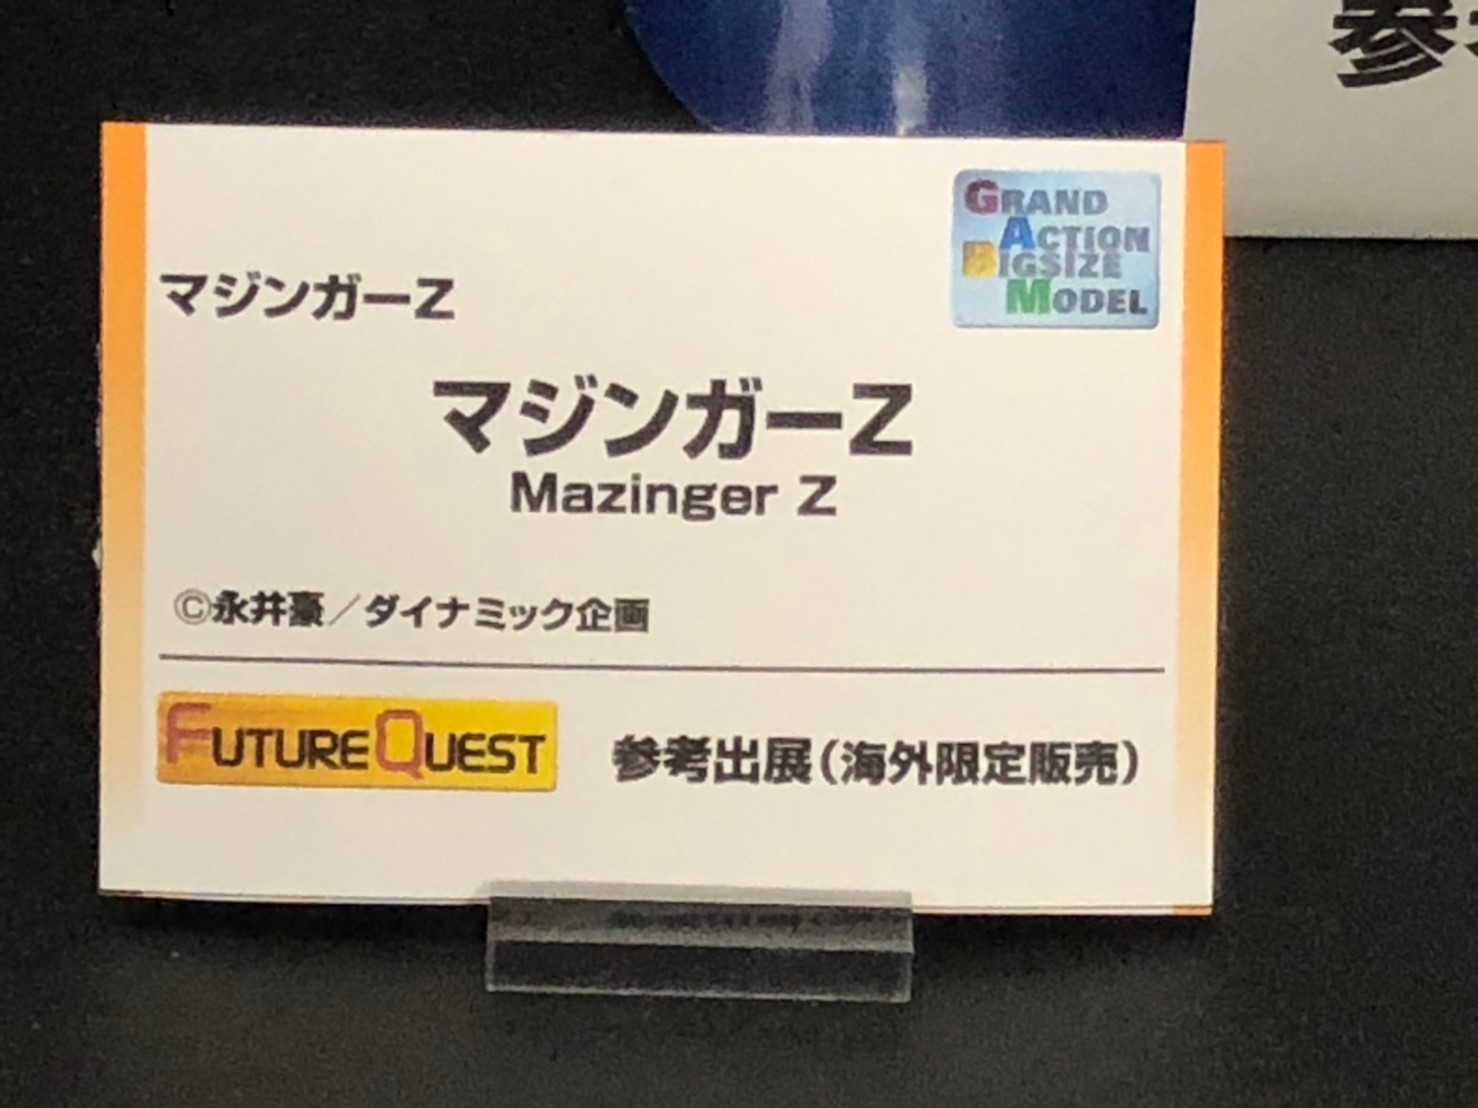 参考
GRAND
ACTION
BIGSIZE
MODEL
マジンガーZ
マジンガーZ
Mazinger Z
©永井豪／ダイナミック企画
FUTURE QUEST
参考出展（海外限定販売）